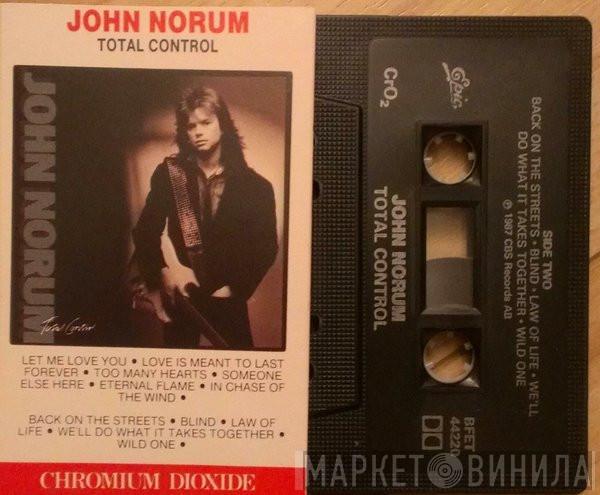 JOHN NORUM
TOTAL CONTROL
JOHN NORUM
Total Control
LET ME LOVE YOU • LOVE IS MEANT TO LAST
FOREVER • TOO MANY HEARTS • SOMEONE
ELSE HERE • ETERNAL FLAME • IN CHASE OF
THE WIND •
BACK ON THE STREETS • BLIND • LAW OF
LIFE • WE'LL DO WHAT IT TAKES TOGETHER •
WILD ONE •
CHROMIUM DIOXIDE
Epic
CrO2
JOHN NORUM
TOTAL CONTROL
SIDE TWO
BACK ON THE STREETS • BLIND • LAW OF LIFE • WE'LL
DO WHAT IT TAKES TOGETHER • WILD ONE
℗ 1987 CBS Records AB
BFET
44220
МАРКЕТ ВИНИЛА